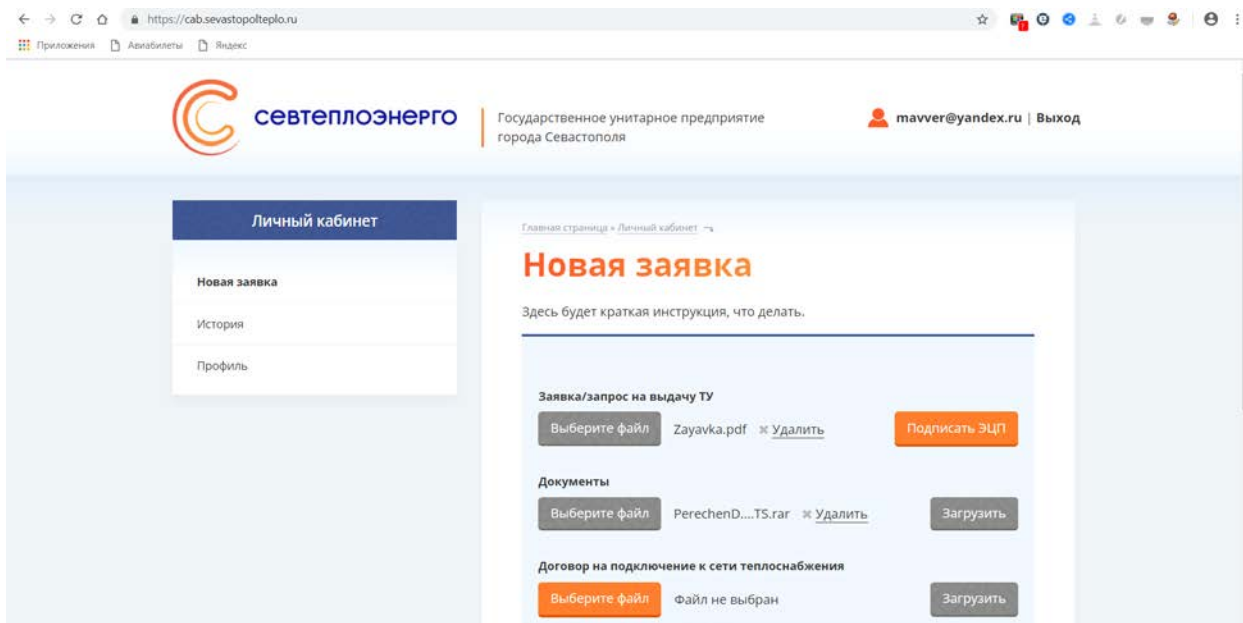 https://cab.sevastopolteplo.ru
Приложения Авиабилеты Яндекс
севтеплоэнерго
Государственное унитарное предприятие
города Севастополя
mavver@yandex.ru | Выход
Личный кабинет
Новая заявка
История
Профиль
Главная страница » Личный кабинет
Новая заявка
Здесь будет краткая инструкция, что делать.
Заявка/запрос на выдачу ТУ
Выберите файл Zayavka.pdf × Удалить Подписать ЭЦП
Документы
Выберите файл PerechenD....TS.rar × Удалить Загрузить
Договор на подключение к сети теплоснабжения
Выберите файл Файл не выбран Загрузить